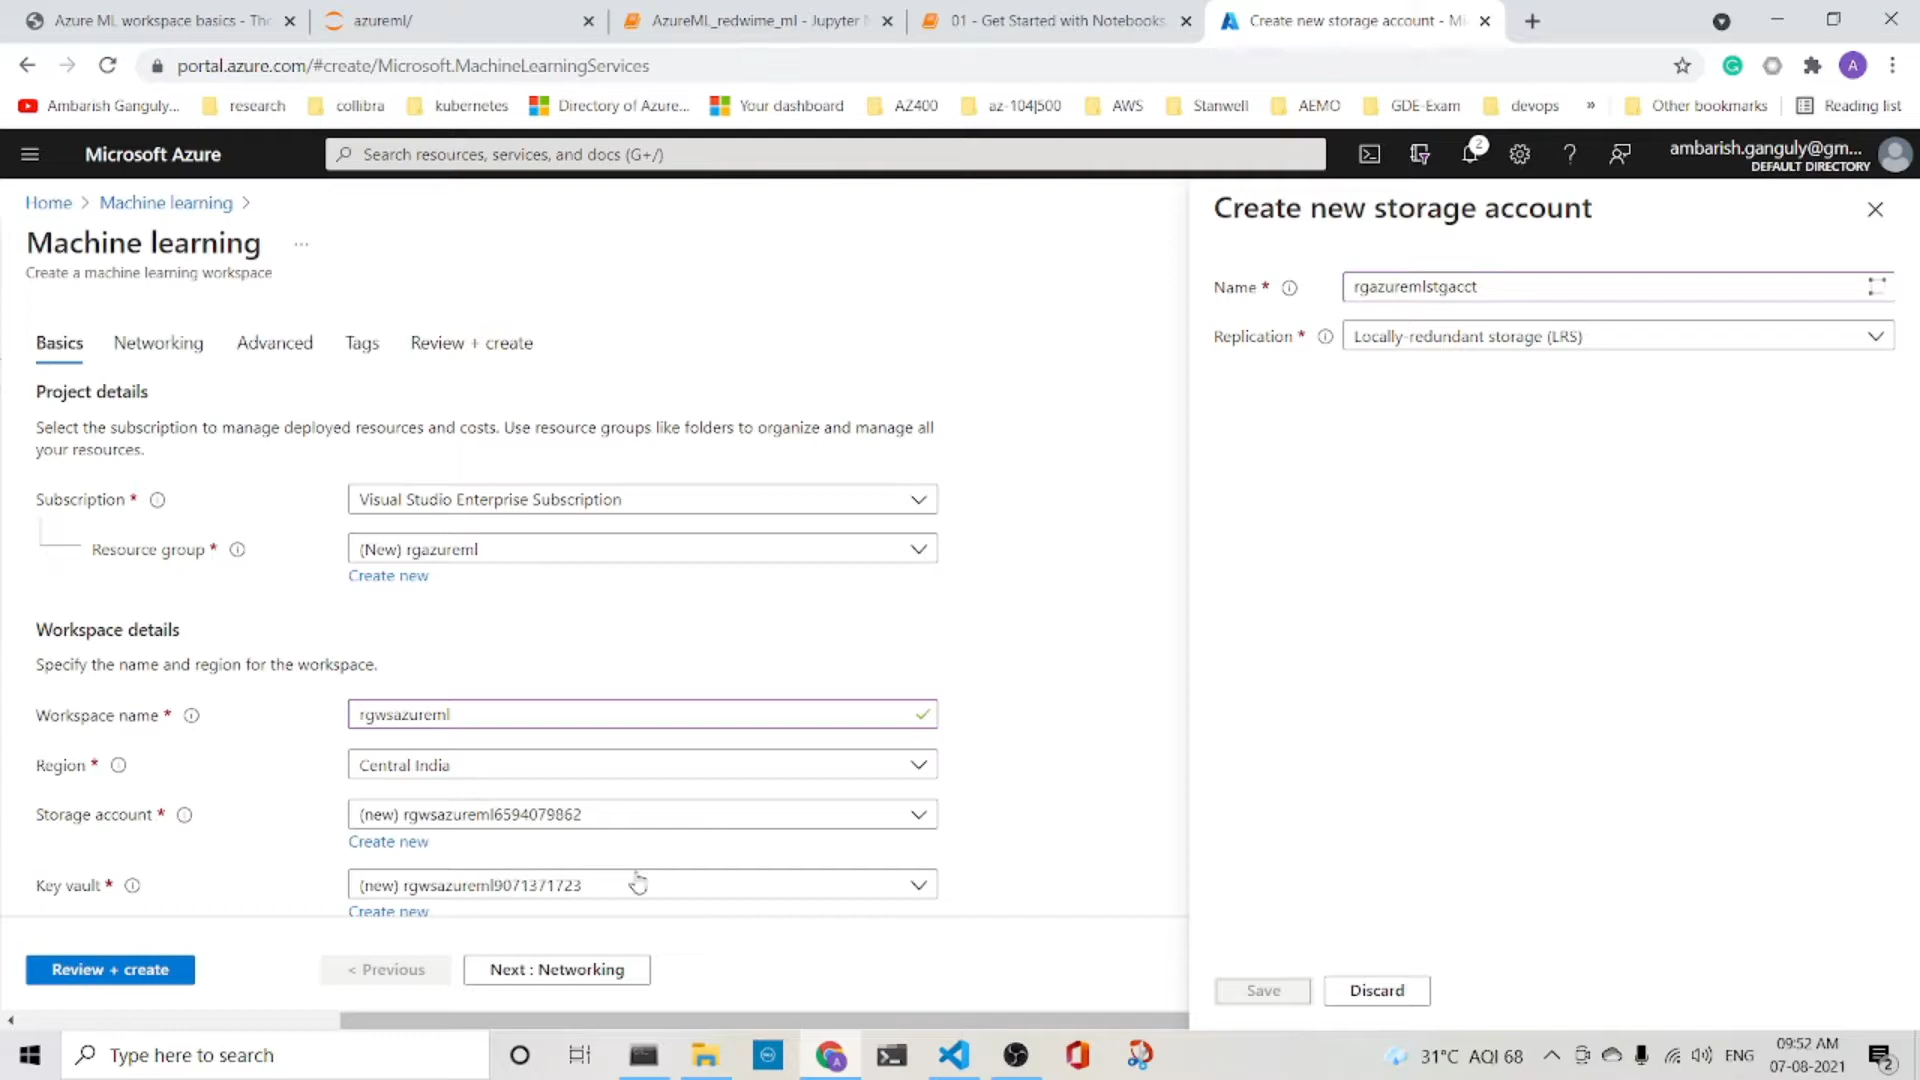 Azure ML workspace basics - The
azureml/
AzureML_redwime_ml - Jupyter N
01 - Get Started with Notebooks.
Create new storage account - Mi
portal.azure.com/#create/Microsoft.MachineLearningServices
A
Ambarish Ganguly...
research
collibra
kubernetes
Directory of Azure...
Your dashboard
AZ400
az-104|500
AWS
Stanwell
AEMO
GDE-Exam
devops
»
Other bookmarks
Reading list
Microsoft Azure
Search resources, services, and docs (G+/)
2
ambarish.ganguly@gm...
DEFAULT DIRECTORY
Home > Machine learning >
Machine learning ...
Create a machine learning workspace
Basics
Networking
Advanced
Tags
Review + create
Project details
Select the subscription to manage deployed resources and costs. Use resource groups like folders to organize and manage all
your resources.
Subscription *
Visual Studio Enterprise Subscription
Resource group *
(New) rgazureml
Create new
Workspace details
Specify the name and region for the workspace.
Workspace name *
rgwsazureml
Region *
Central India
Storage account *
(new) rgwsazureml6594079862
Create new
Key vault *
(new) rgwsazureml9071371723
Create new
Review + create
< Previous
Next : Networking
Create new storage account
Name *
rgazuremlstgacct
Replication *
Locally-redundant storage (LRS)
Save
Discard
Type here to search
31°C AQI 68
ENG
09:52 AM
07-08-2021
2